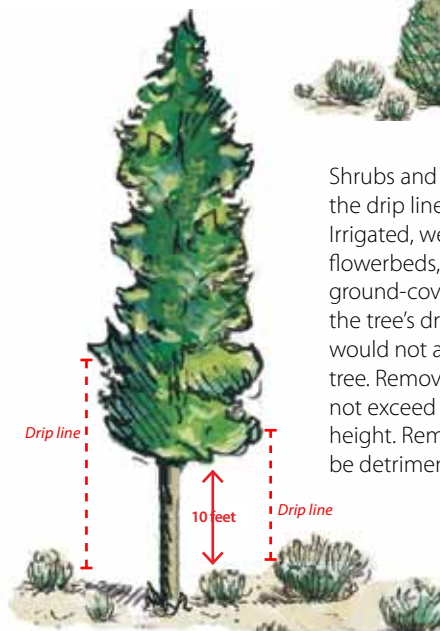 Shrubs and
the drip line
Irrigated, we
flowerbeds,
ground-cov
the tree's dr
would not a
tree. Remov
not exceed
height. Rem
be detrimen
Drip line
10 feet
Drip line